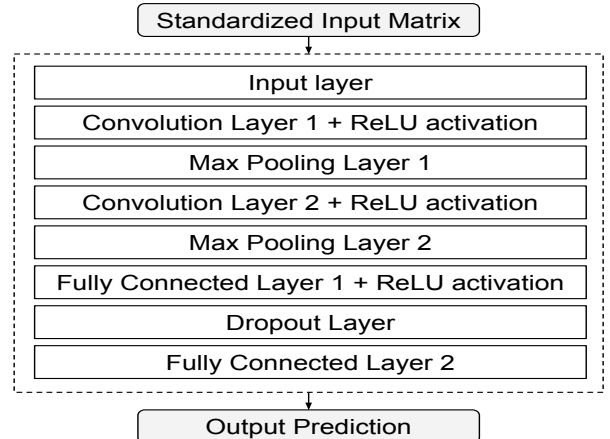 Standardized Input Matrix
Input layer
Convolution Layer 1 + ReLU activation
Max Pooling Layer 1
Convolution Layer 2 + ReLU activation
Max Pooling Layer 2
Fully Connected Layer 1 + ReLU activation
Dropout Layer
Fully Connected Layer 2
Output Prediction